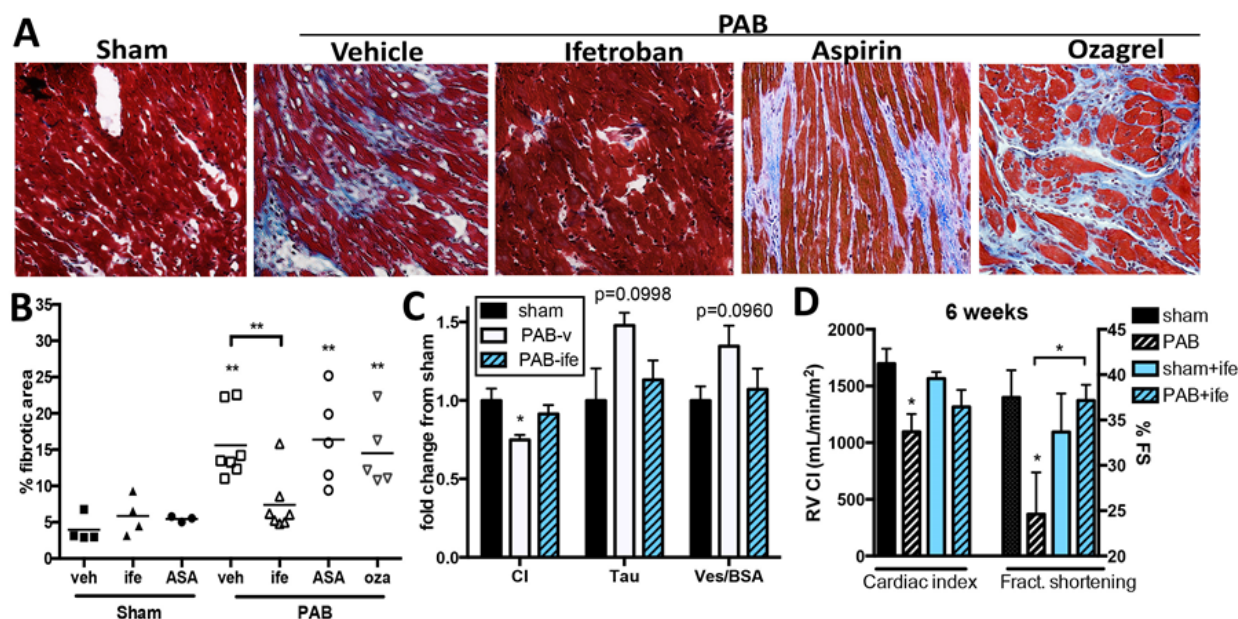 PAB
A
Sham Vehicle Ifetroban Aspirin Ozagrel
B
35
30
25
20
15
10
5
0
% fibrotic area
** ** ** **
veh ife ASA veh ife ASA oza
Sham PAB
C
sham
PAB-v
PAB-ife
p=0.0998
p=0.0960
1.5
1.0
0.5
0.0
fold change from sham
*
CI Tau Ves/BSA
D
6 weeks
sham
PAB
sham+ife
PAB+ife
2000
1500
1000
500
0
RV CI (mL/min/m²)
* * *
45
40
35
30
25
20
% FS
Cardiac index Fract. shortening